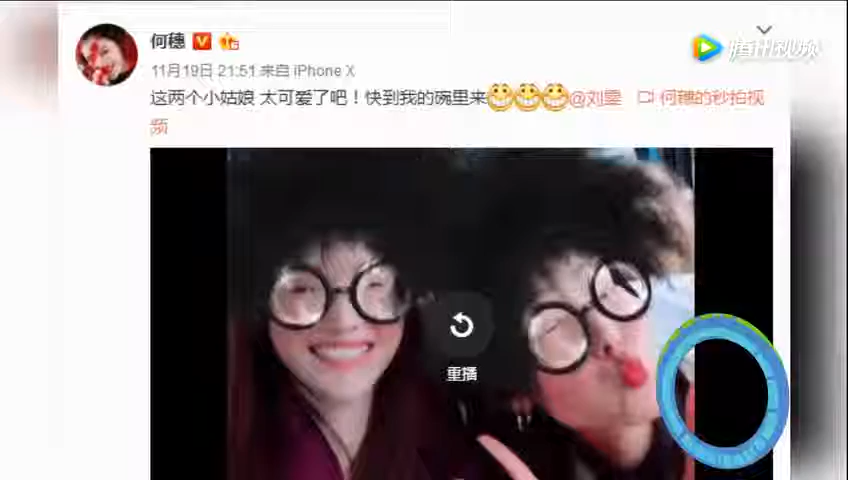 何穗
腾讯视频
11月19日 21:51 来自 iPhone X
这两个小姑娘 太可爱了吧！快到我的碗里来@刘雯 何穗的秒拍视
频
重播